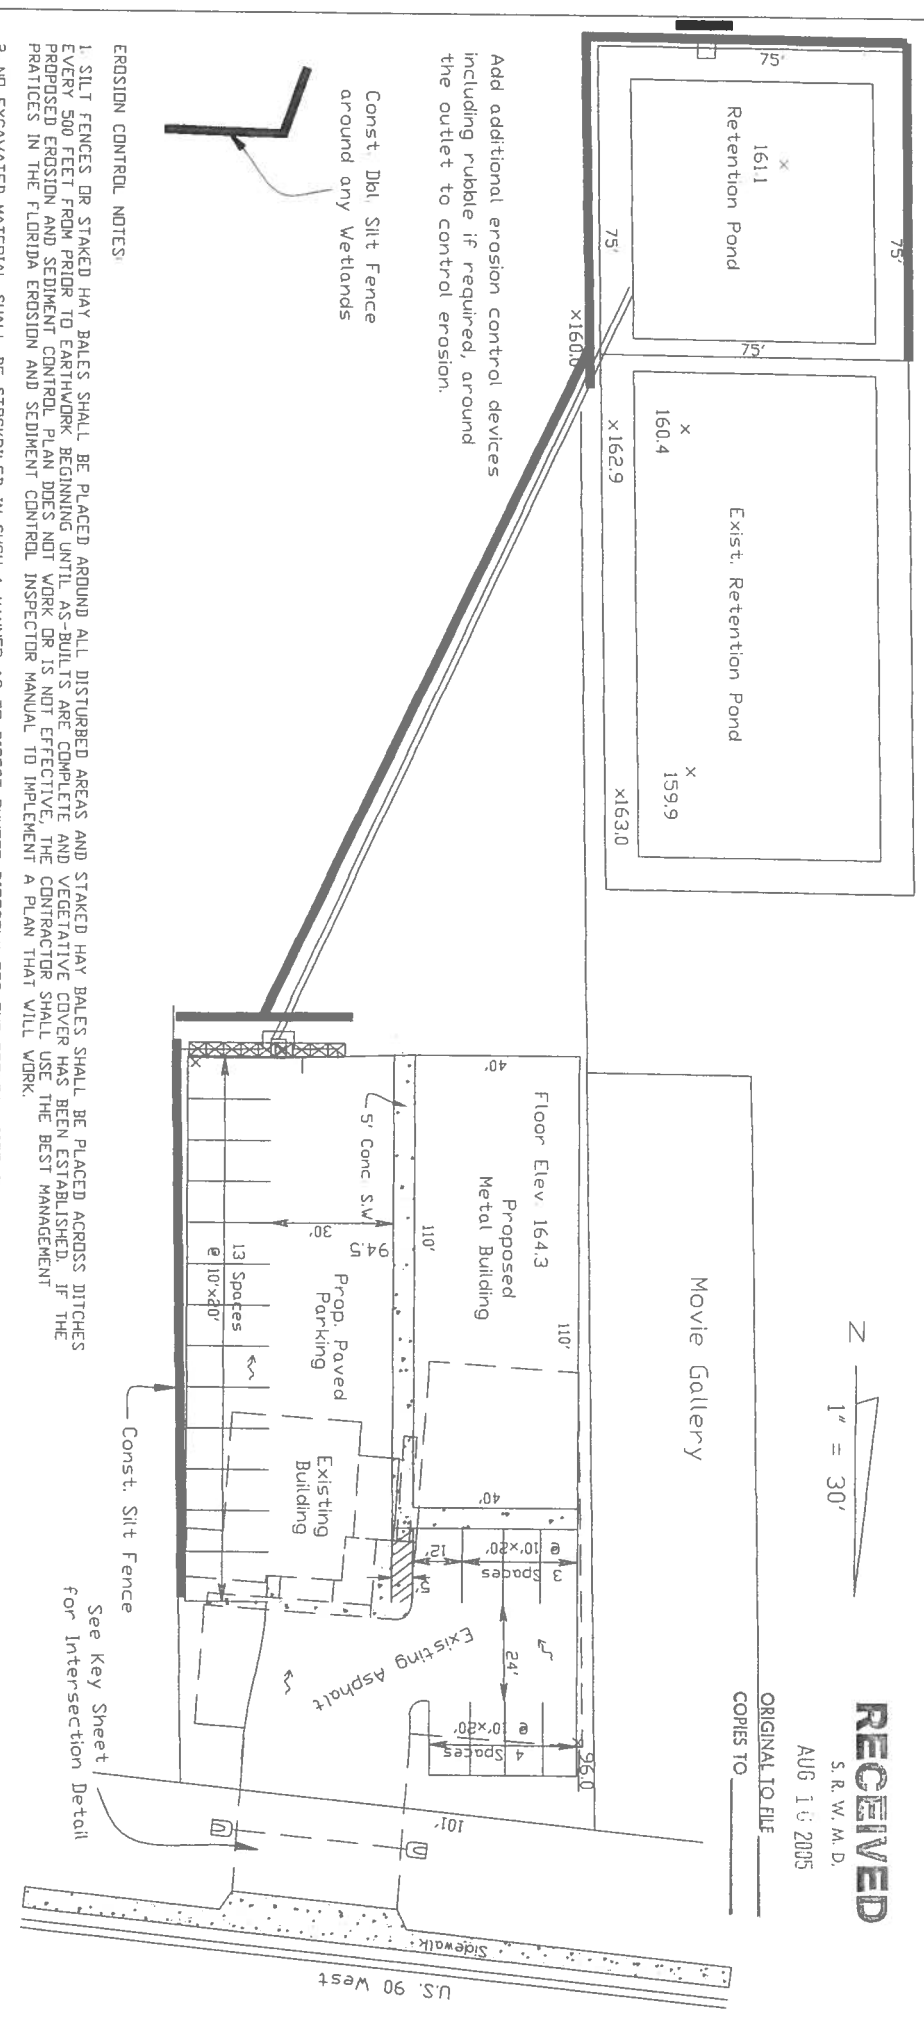 RECEIVED
S. R. W. M. D.
2005
ORIGINAL TO FILE
COPIES TO
N
1" = 30'
75'
75'
75'
75'
Retention Pond
161.1
x
x160.0
Exist. Retention Pond
x
160.4
x
159.9
x162.9
x163.0
Add additional erosion control devices
including rubble if required, around
the outlet to control erosion.
Const. Dbl. Silt Fence
around any Wetlands
Movie Gallery
40'
Floor Elev. 164.3
Proposed
Metal Building
110'
110'
40'
5' Conc. S.W
30'
94.5
Prop. Paved
Parking
13 Spaces
@ 10'x20'
Existing
Building
3
Spaces
@ 10'x20'
12'
5'
24'
4 Spaces
@ 10'x20'
96.0
Existing Asphalt
Const. Silt Fence
See Key Sheet
for Intersection Detail
101'
Sidewalk
U.S. 90 West
EROSION CONTROL NOTES:
1. SILT FENCES OR STAKED HAY BALES SHALL BE PLACED AROUND ALL DISTURBED AREAS AND STAKED HAY BALES SHALL BE PLACED ACROSS DITCHES
EVERY 500 FEET FROM PRIOR TO EARTHWORK BEGINNING UNTIL AS-BUILTS ARE COMPLETE AND VEGETATIVE COVER HAS BEEN ESTABLISHED. IF THE
PROPOSED EROSION AND SEDIMENT CONTROL PLAN DOES NOT WORK OR IS NOT EFFECTIVE, THE CONTRACTOR SHALL USE THE BEST MANAGEMENT
PRATICES IN THE FLORIDA EROSION AND SEDIMENT CONTROL INSPECTOR MANUAL TO IMPLEMENT A PLAN THAT WILL WORK.